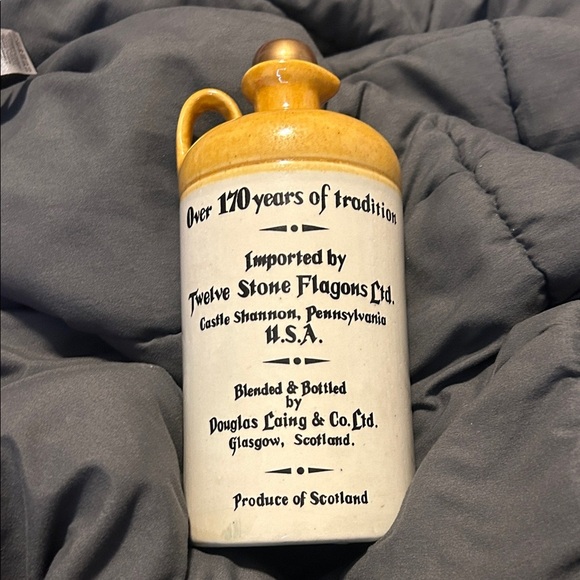 Over 170 years of tradition
Imported by
Twelve Stone Flagons Ltd.
Castle Shannon, Pennsylvania
U.S.A.
Blended & Bottled
by
Douglas Laing & Co. Ltd.
Glasgow, Scotland.
Produce of Scotland